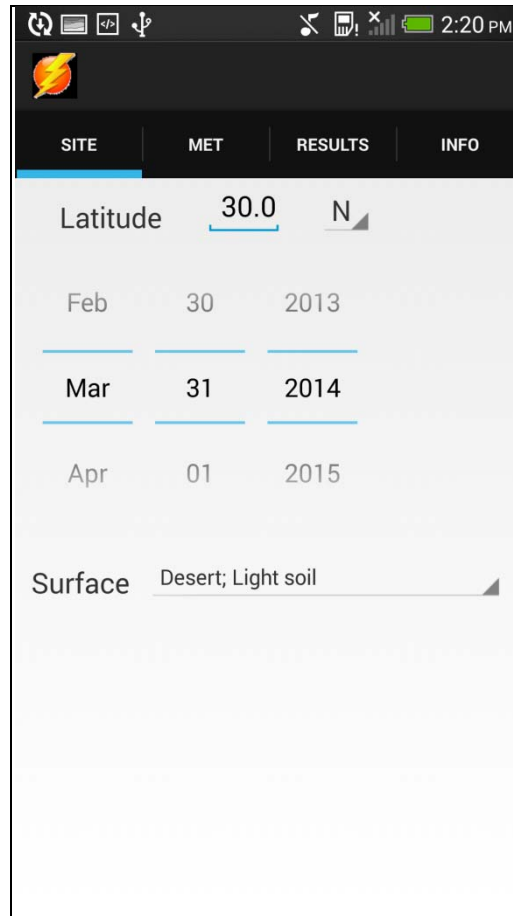 2:20 PM
SITE MET RESULTS INFO
Latitude 30.0 N
Feb 30 2013
Mar 31 2014
Apr 01 2015
Surface Desert; Light soil